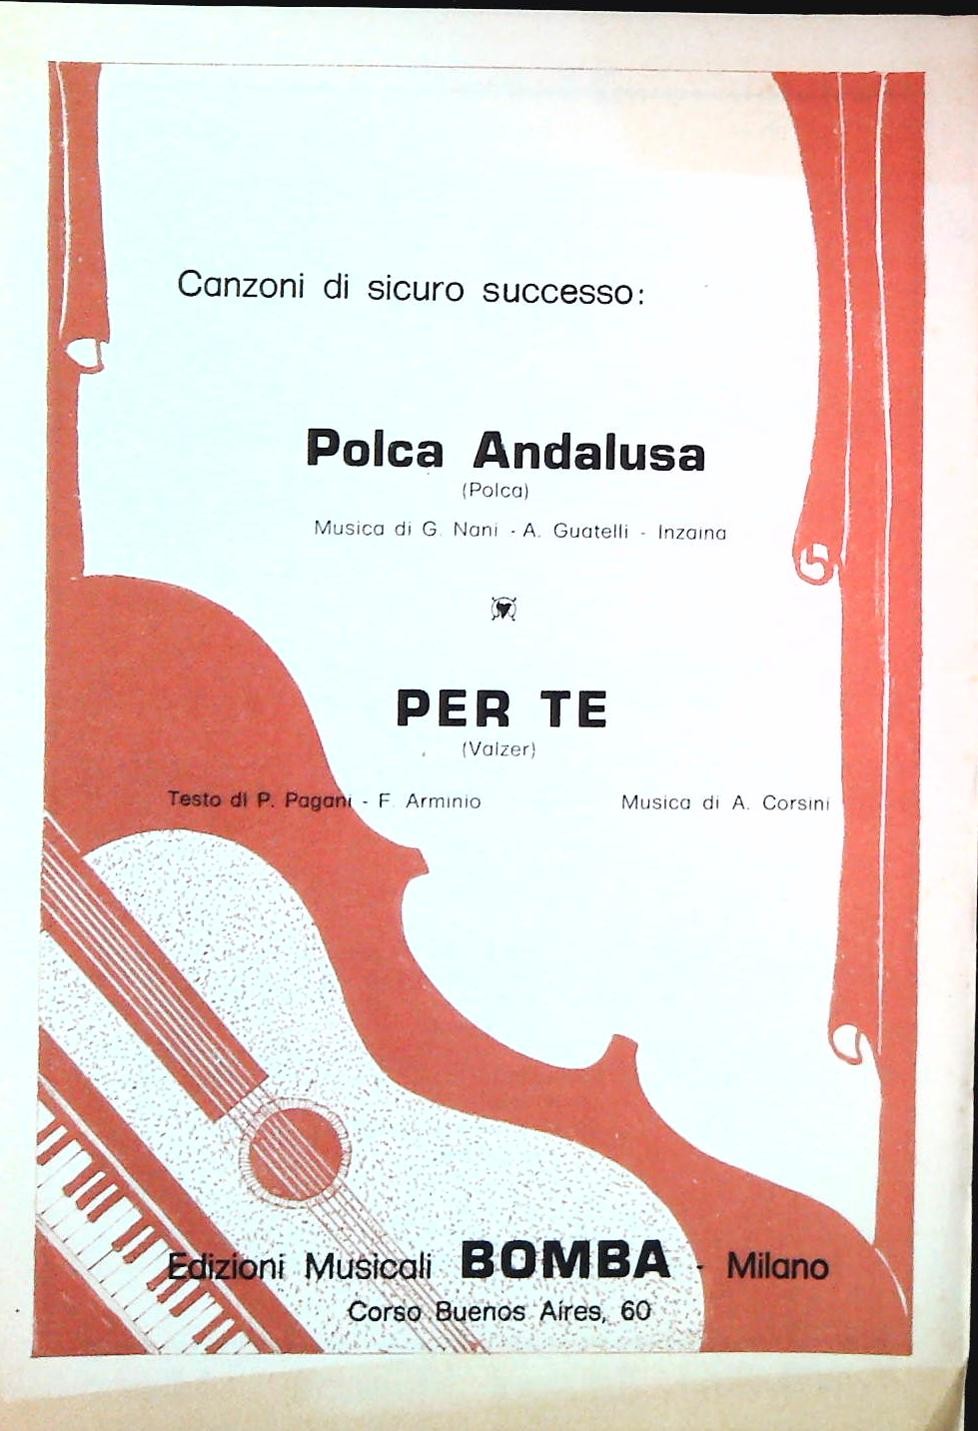 Canzoni di sicuro successo:
Polca Andalusa
(Polca)
Musica di G. Nani - A. Guatelli - Inzaina
PER TE
(Valzer)
Testo di P. Pagani - F. Arminio Musica di A. Corsini
Edizioni Musicali BOMBA - Milano
Corso Buenos Aires, 60